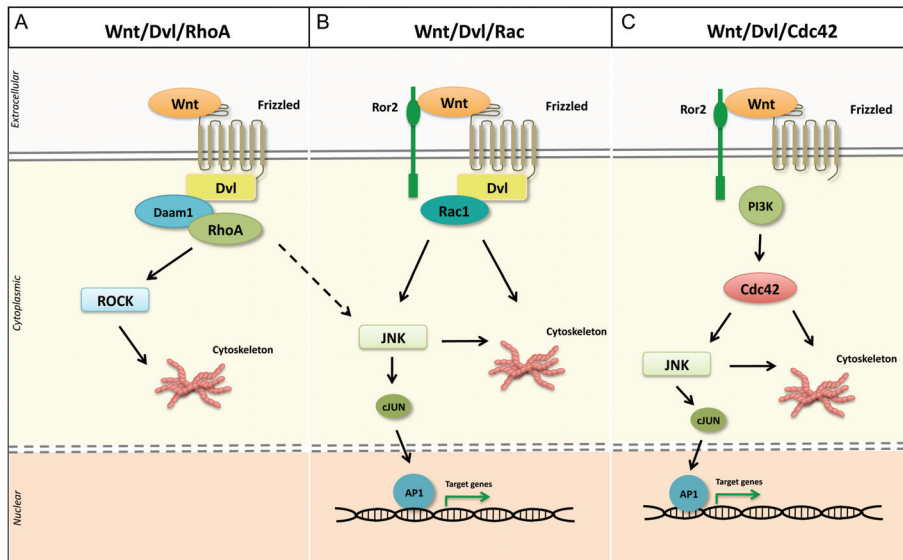 A
Wnt/Dvl/RhoA
B
Wnt/Dvl/Rac
C
Wnt/Dvl/Cdc42
Extracellular
Wnt
Frizzled
Ror2
Wnt
Frizzled
Ror2
Wnt
Frizzled
Cytoplasmic
Dvl
Daam1
RhoA
ROCK
Cytoskeleton
Dvl
Rac1
JNK
Cytoskeleton
cJUN
PI3K
Cdc42
JNK
Cytoskeleton
cJUN
Nuclear
AP1
Target genes
AP1
Target genes